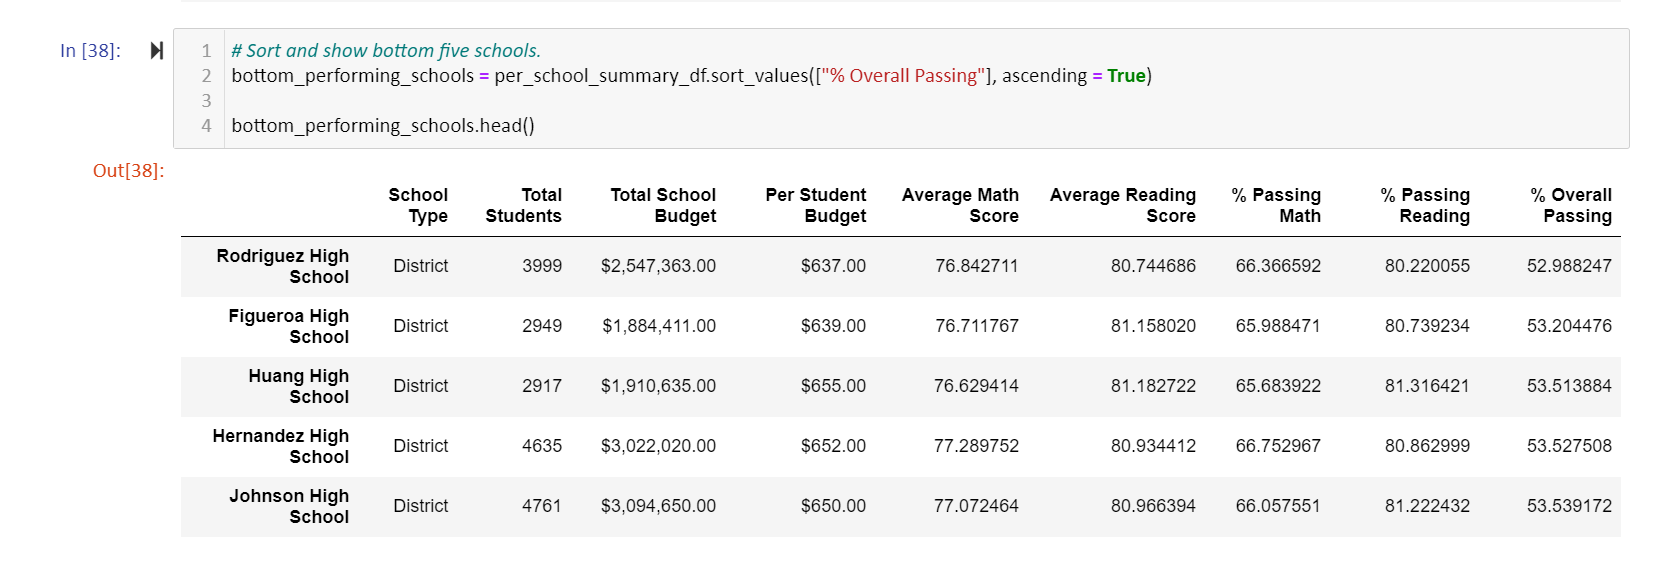 In [38]:
1 # Sort and show bottom five schools.
2 bottom_performing_schools = per_school_summary_df.sort_values(["% Overall Passing"], ascending = True)
3
4 bottom_performing_schools.head()
Out[38]:
School Type Total Students Total School Budget Per Student Budget Average Math Score Average Reading Score % Passing Math % Passing Reading % Overall Passing
Rodriguez High School District 3999 $2,547,363.00 $637.00 76.842711 80.744686 66.366592 80.220055 52.988247
Figueroa High School District 2949 $1,884,411.00 $639.00 76.711767 81.158020 65.988471 80.739234 53.204476
Huang High School District 2917 $1,910,635.00 $655.00 76.629414 81.182722 65.683922 81.316421 53.513884
Hernandez High School District 4635 $3,022,020.00 $652.00 77.289752 80.934412 66.752967 80.862999 53.527508
Johnson High School District 4761 $3,094,650.00 $650.00 77.072464 80.966394 66.057551 81.222432 53.539172